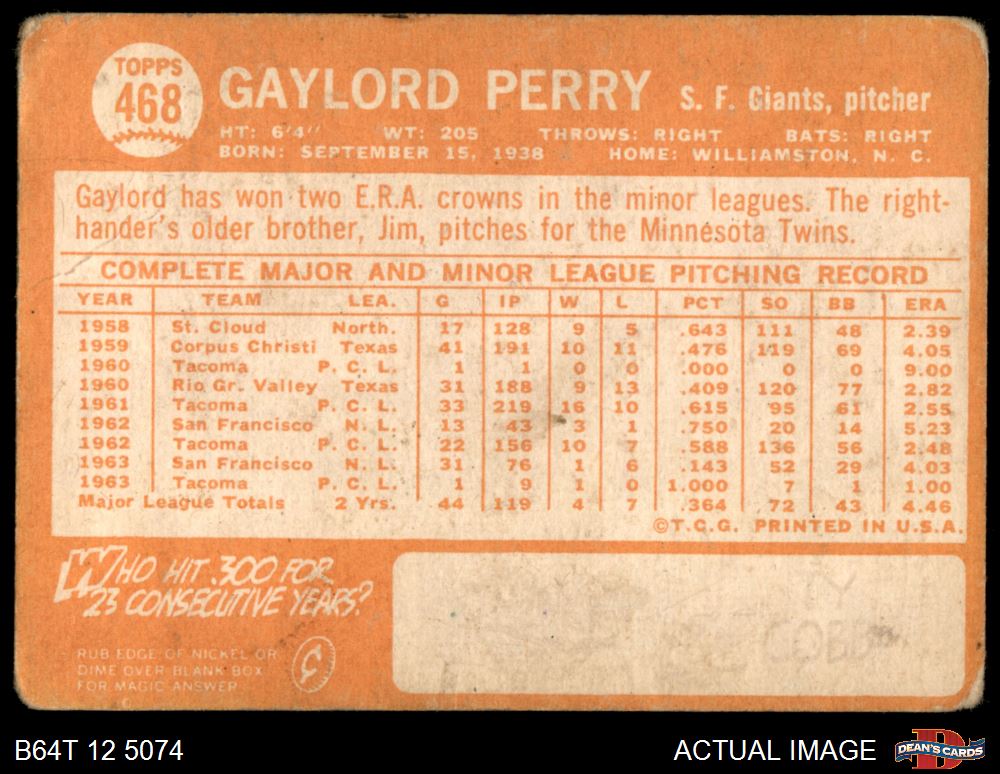 TOPPS
468
GAYLORD PERRY S. F. Giants, pitcher
HT: 6'4" WT: 205 THROWS: RIGHT BATS: RIGHT
BORN: SEPTEMBER 15, 1938 HOME: WILLIAMSTON, N. C.
Gaylord has won two E.R.A. crowns in the minor leagues. The right-
hander's older brother, Jim, pitches for the Minnesota Twins.
COMPLETE MAJOR AND MINOR LEAGUE PITCHING RECORD
YEAR TEAM LEA. G IP W L PCT SO BB ERA
1958 St. Cloud North. 17 128 9 5 .643 111 48 2.39
1959 Corpus Christi Texas 41 191 10 11 .476 119 69 4.05
1960 Tacoma P. C. L. 1 1 0 0 .000 0 0 9.00
1960 Rio Gr. Valley Texas 31 188 9 13 .409 120 77 2.82
1961 Tacoma P. C. L. 33 219 16 10 .615 95 61 2.55
1962 San Francisco N. L. 13 43 3 1 .750 20 14 5.23
1962 Tacoma P. C. L. 22 156 10 7 .588 136 56 2.48
1963 San Francisco N. L. 31 76 1 6 .143 52 29 4.03
1963 Tacoma P. C. L. 1 9 1 0 1.000 7 1 1.00
Major League Totals 2 Yrs. 44 119 4 7 .364 72 43 4.46
©T.C.G. PRINTED IN U.S.A.
WHO HIT .300 FOR
23 CONSECUTIVE YEARS?
RUB EDGE OF NICKEL OR
DIME OVER BLANK BOX
FOR MAGIC ANSWER
TY
COBB
B64T 12 5074
ACTUAL IMAGE
DEAN'S CARDS